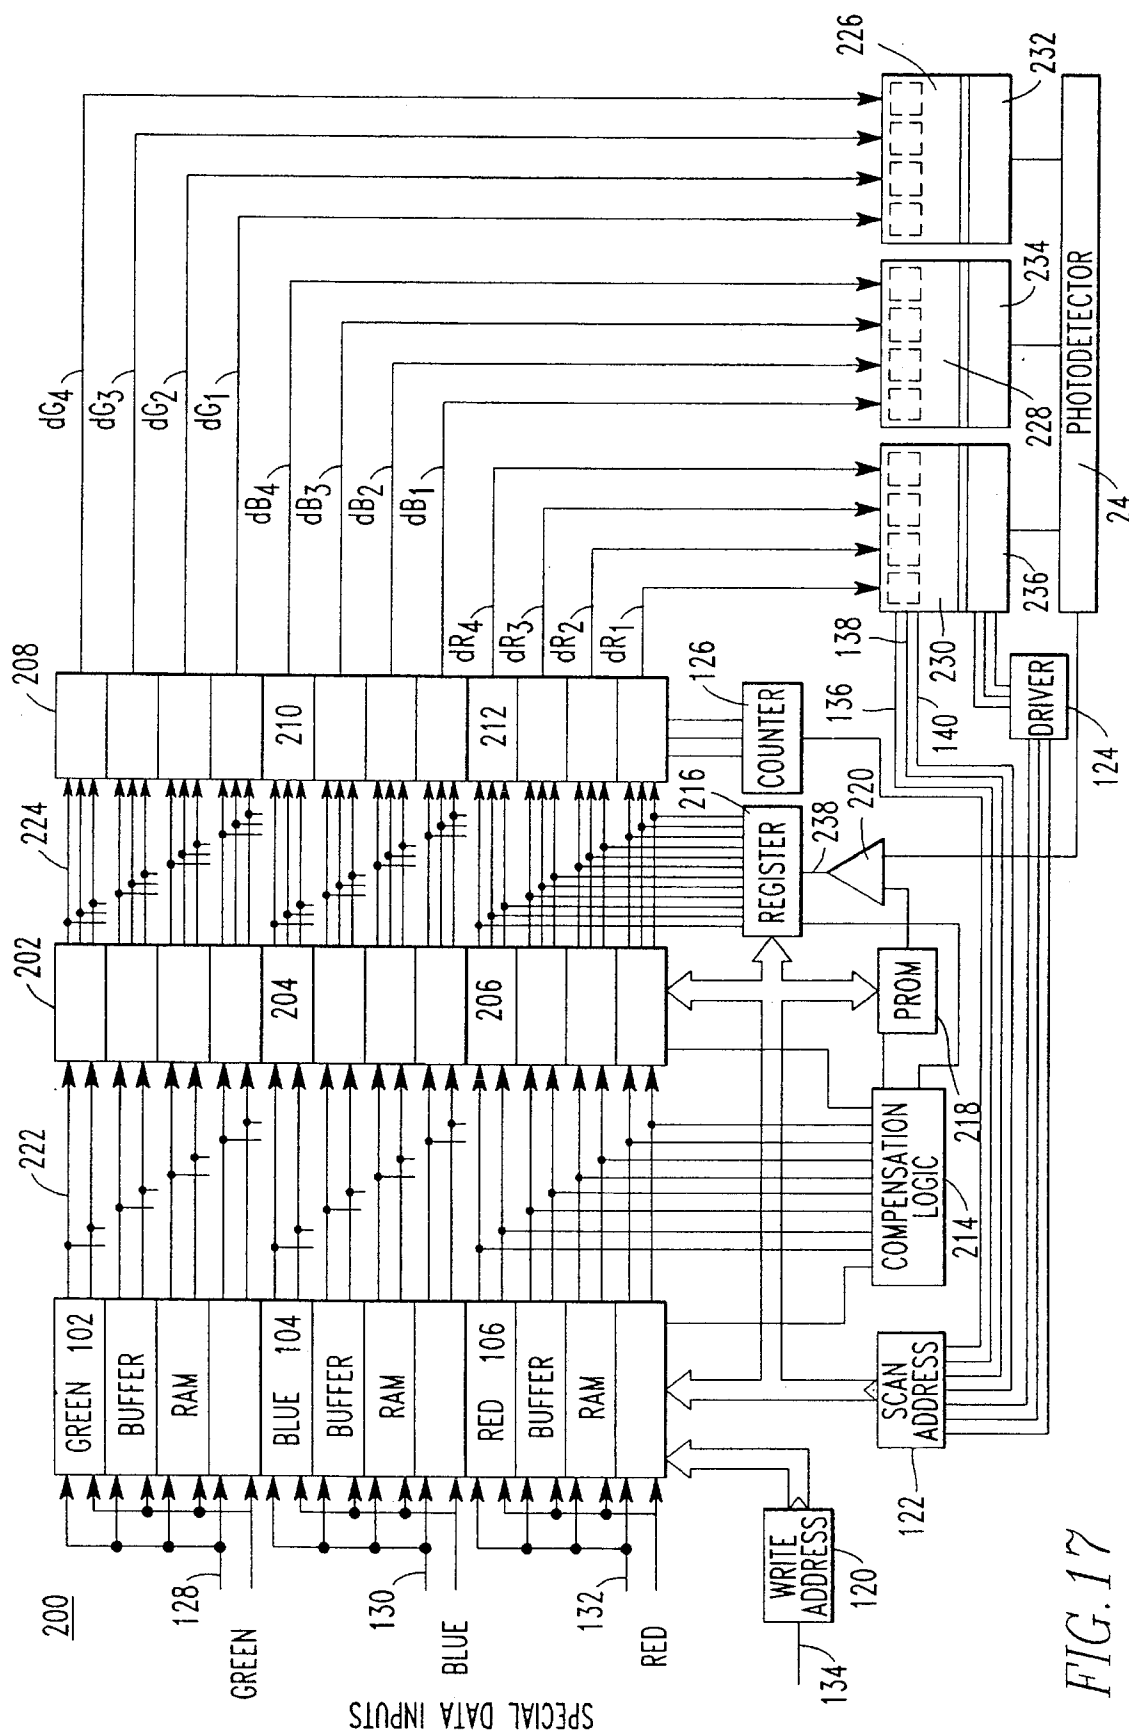 200
SPECIAL DATA INPUTS
GREEN
128
BLUE
130
RED
132
134
WRITE ADDRESS
120
GREEN 102
BUFFER
RAM
BLUE 104
BUFFER
RAM
RED 106
BUFFER
RAM
222
202
204
206
224
208
210
212
dG4
dG3
dG2
dG1
dB4
dB3
dB2
dB1
dR4
dR3
dR2
dR1
SCAN ADDRESS
122
COMPENSATION LOGIC
214
PROM
218
REGISTER
216
238
220
COUNTER
126
136
138
140
DRIVER
124
230
236
228
234
226
232
PHOTODETECTOR
24
FIG. 17